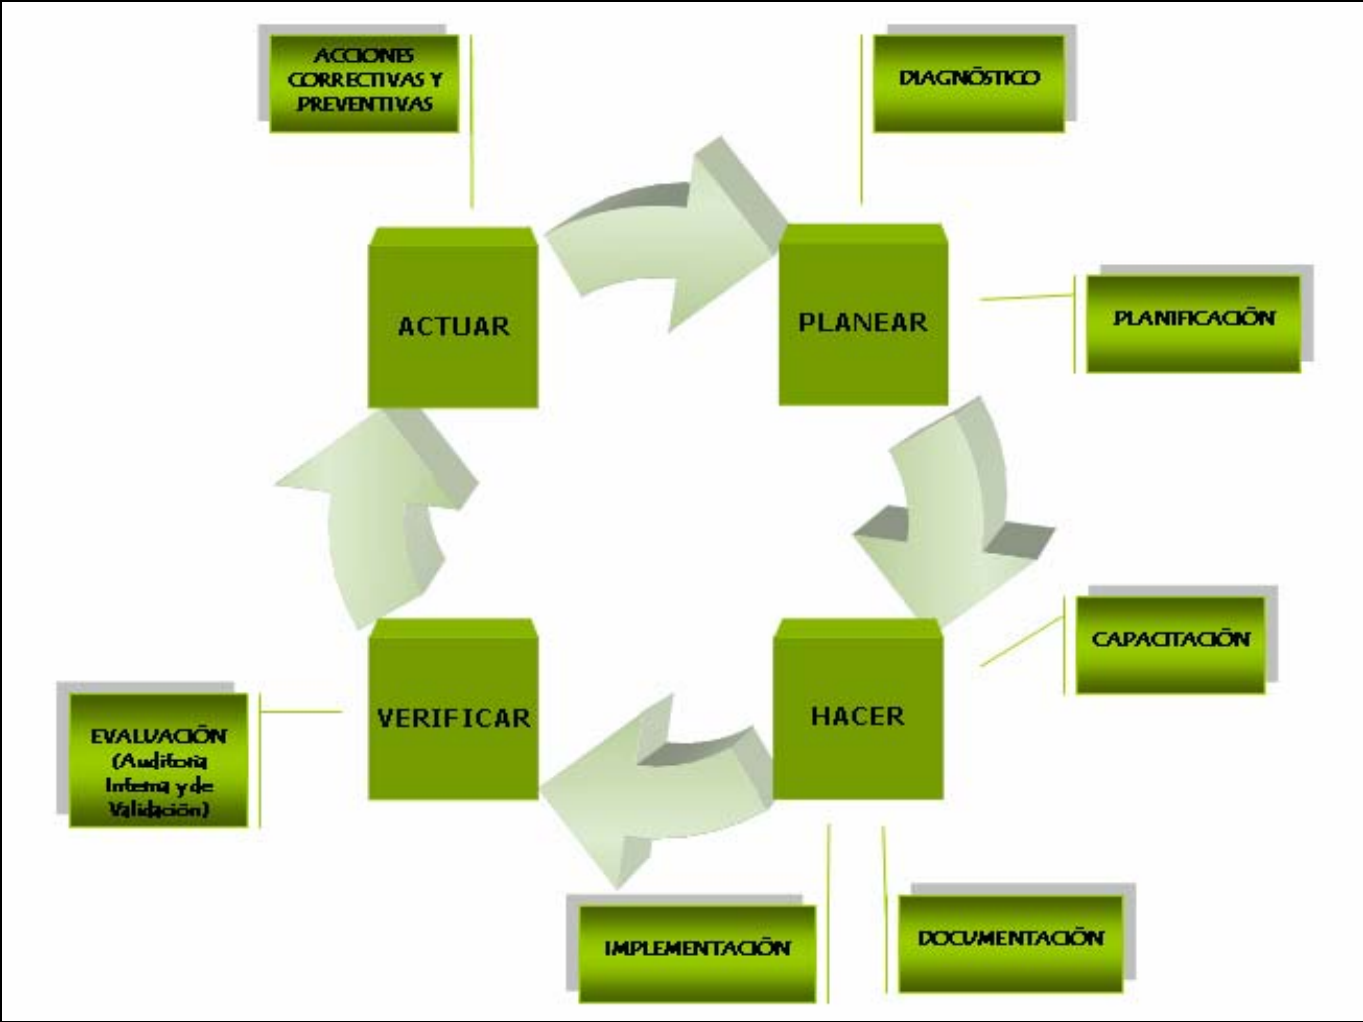 ACCIONES
CORRECTIVAS Y
PREVENTIVAS
DIAGNÓSTICO
ACTUAR
PLANEAR
PLANIFICACIÓN
CAPACITACIÓN
VERIFICAR
HACER
EVALUACIÓN
(Auditoria
Interna y de
Validación)
IMPLEMENTACIÓN
DOCUMENTACIÓN